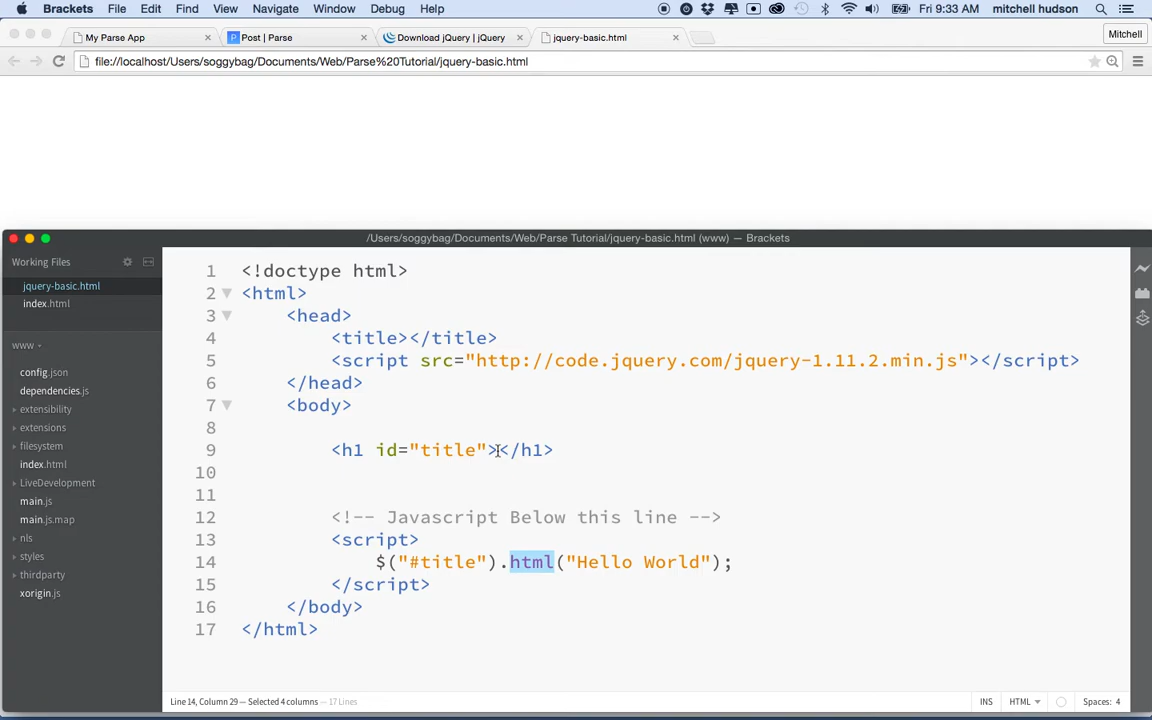 Brackets File Edit Find View Navigate Window Debug Help Fri 9:33 AM mitchell hudson
My Parse App Post | Parse Download jQuery | jQuery jquery-basic.html Mitchell
file://localhost/Users/soggybag/Documents/Web/Parse%20Tutorial/jquery-basic.html
/Users/soggybag/Documents/Web/Parse Tutorial/jquery-basic.html (www) — Brackets
Working Files
jquery-basic.html
index.html
www
config.json
dependencies.js
extensibility
extensions
filesystem
index.html
LiveDevelopment
main.js
main.js.map
nls
styles
thirdparty
xorigin.js
1 <!doctype html>
2 <html>
3 <head>
4 <title></title>
5 <script src="http://code.jquery.com/jquery-1.11.2.min.js"></script>
6 </head>
7 <body>
8
9 <h1 id="title"></h1>
10
11
12 <!-- Javascript Below this line -->
13 <script>
14 $("#title").html("Hello World");
15 </script>
16 </body>
17 </html>
Line 14, Column 29 — Selected 4 columns — 17 Lines INS HTML Spaces: 4